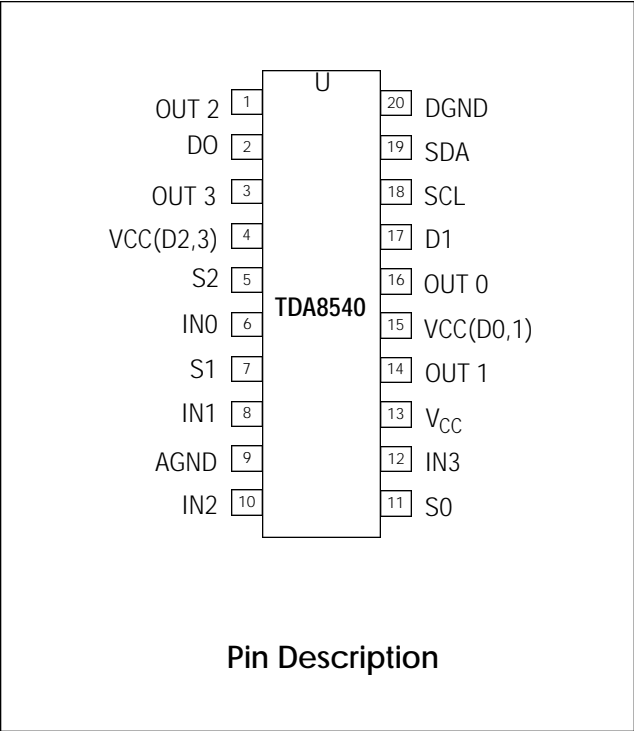 U
OUT 2 1
20 DGND
DO 2
19 SDA
OUT 3 3
18 SCL
VCC(D2,3) 4
17 D1
S2 5
16 OUT 0
TDA8540
IN0 6
15 VCC(D0,1)
S1 7
14 OUT 1
IN1 8
13 VCC
AGND 9
12 IN3
IN2 10
11 S0
Pin Description